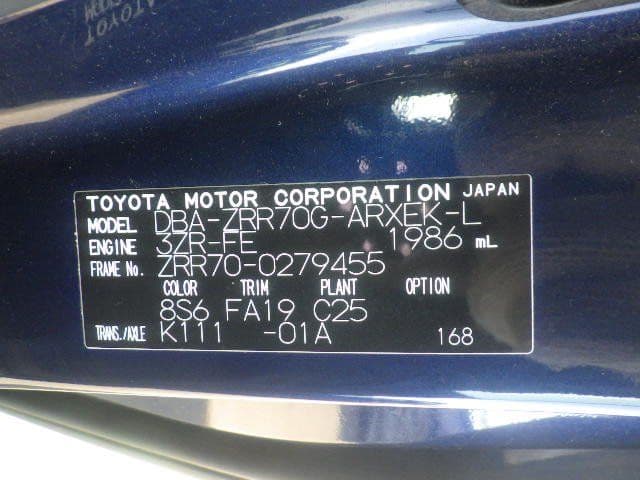 TOYOTA MOTOR CORPORATION JAPAN
MODEL DBA-ZRR70G-ARXEK-L
ENGINE 3ZR-FE 1986 mL
FRAME No. ZRR70-0279455
COLOR TRIM PLANT OPTION
8S6 FA19 C25
TRANS./AXLE K111 -01A 168